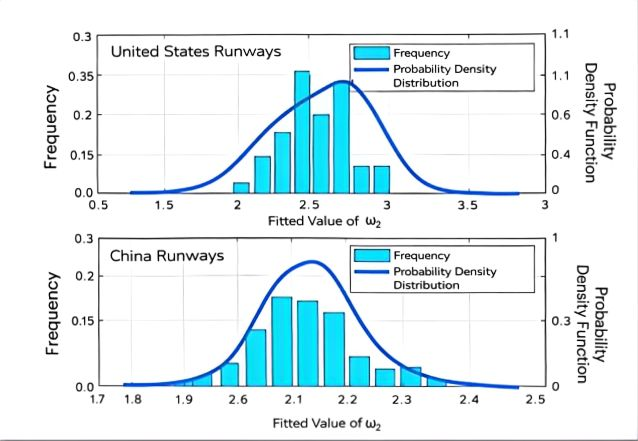 United States Runways
Frequency
Probability Density
Distribution
0.3
0.35
0.2
0.15
0.0
Frequency
1.1
1.1
0.6
0.4
0
Probability
Density Function
0.5
1.5
2
2.5
3
3.5
3
Fitted Value of ω₂
China Runways
Frequency
Probability Density
Distribution
0.3
0.2
0.15
0.0
Frequency
1
0.3
0
Probability
Density Function
1.7
1.8
1.9
2.6
2.1
2.2
2.3
2.4
2.5
Fitted Value of ω₂